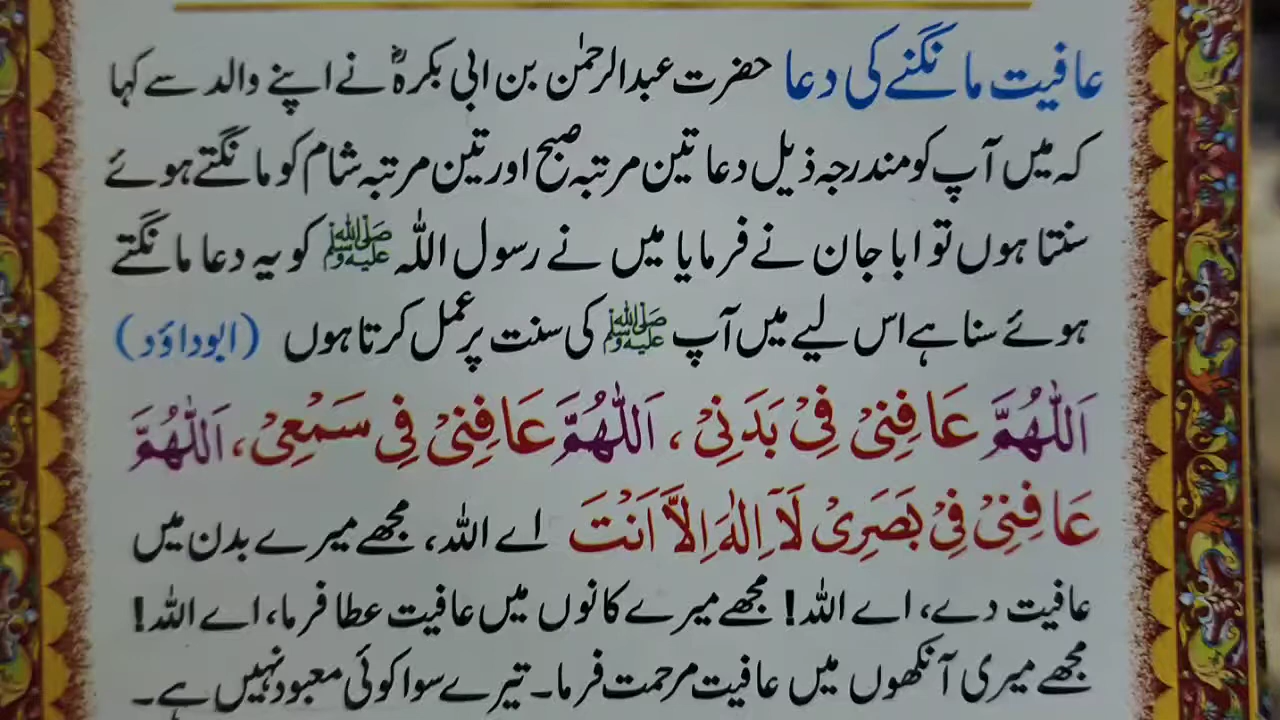 عافیت مانگنے کی دعا حضرت عبدالرحمٰن بن ابی بکرہؓ نے اپنے والد سے کہا
کہ میں آپ کو مندرجہ ذیل دعا تین مرتبہ صبح اور تین مرتبہ شام کو مانگتے ہوئے
سنتا ہوں تو ابا جان نے فرمایا میں نے رسول اللہ ﷺ کو یہ دعا مانگتے
ہوئے سنا ہے اس لیے میں آپ ﷺ کی سنت پر عمل کرتا ہوں (ابوداؤد)
اَللّٰهُمَّ عَافِنِیْ فِیْ بَدَنِیْ ، اَللّٰهُمَّ عَافِنِیْ فِیْ سَمْعِیْ، اَللّٰهُمَّ
عَافِنِیْ فِیْ بَصَرِیْ لَآ اِلٰهَ اِلَّا اَنْتَ اے اللہ، مجھے میرے بدن میں
عافیت دے، اے اللہ! مجھے میرے کانوں میں عافیت عطا فرما، اے اللہ!
مجھے میری آنکھوں میں عافیت مرحمت فرما۔ تیرے سوا کوئی معبود نہیں ہے۔